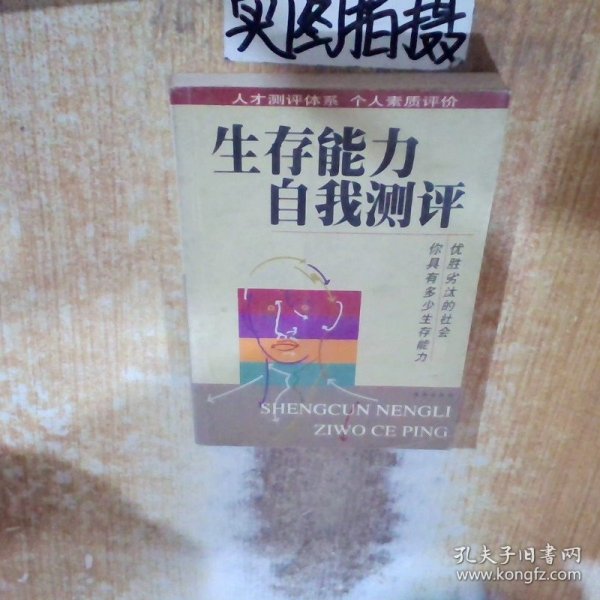 实图拍摄
人才测评体系 个人素质评价
生存能力
自我测评
优胜劣汰的社会
你具有多少生存能力
SHENGCUN NENGLI
ZIWO CE PING
孔夫子旧书网
www.kongfz.com